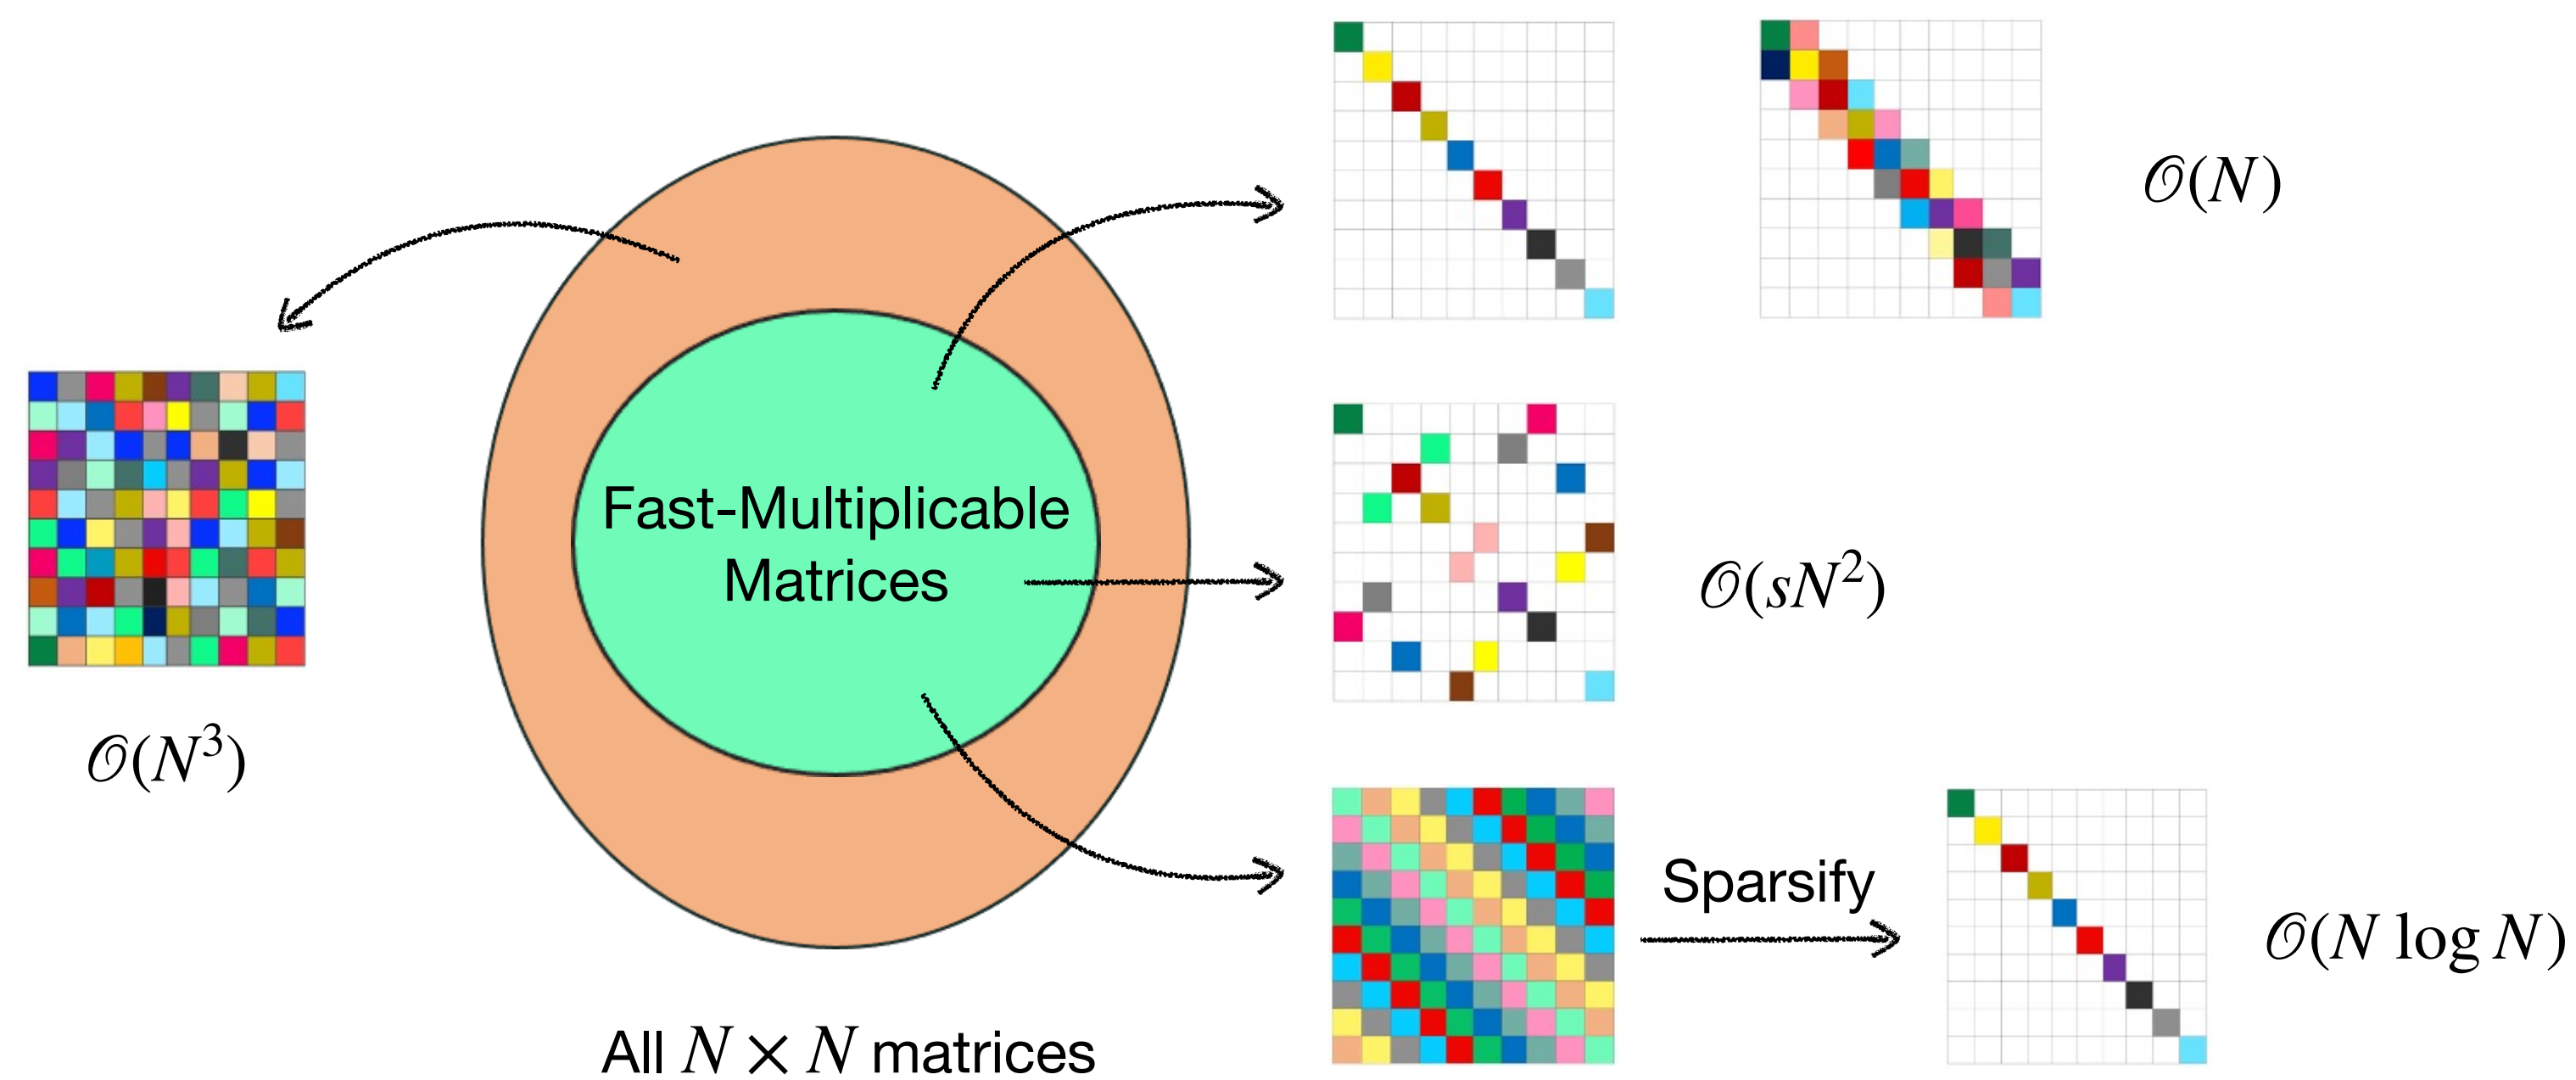 𝒪(N)
Fast-Multiplicable
Matrices
𝒪(sN²)
𝒪(N³)
Sparsify
𝒪(N log N)
All N × N matrices